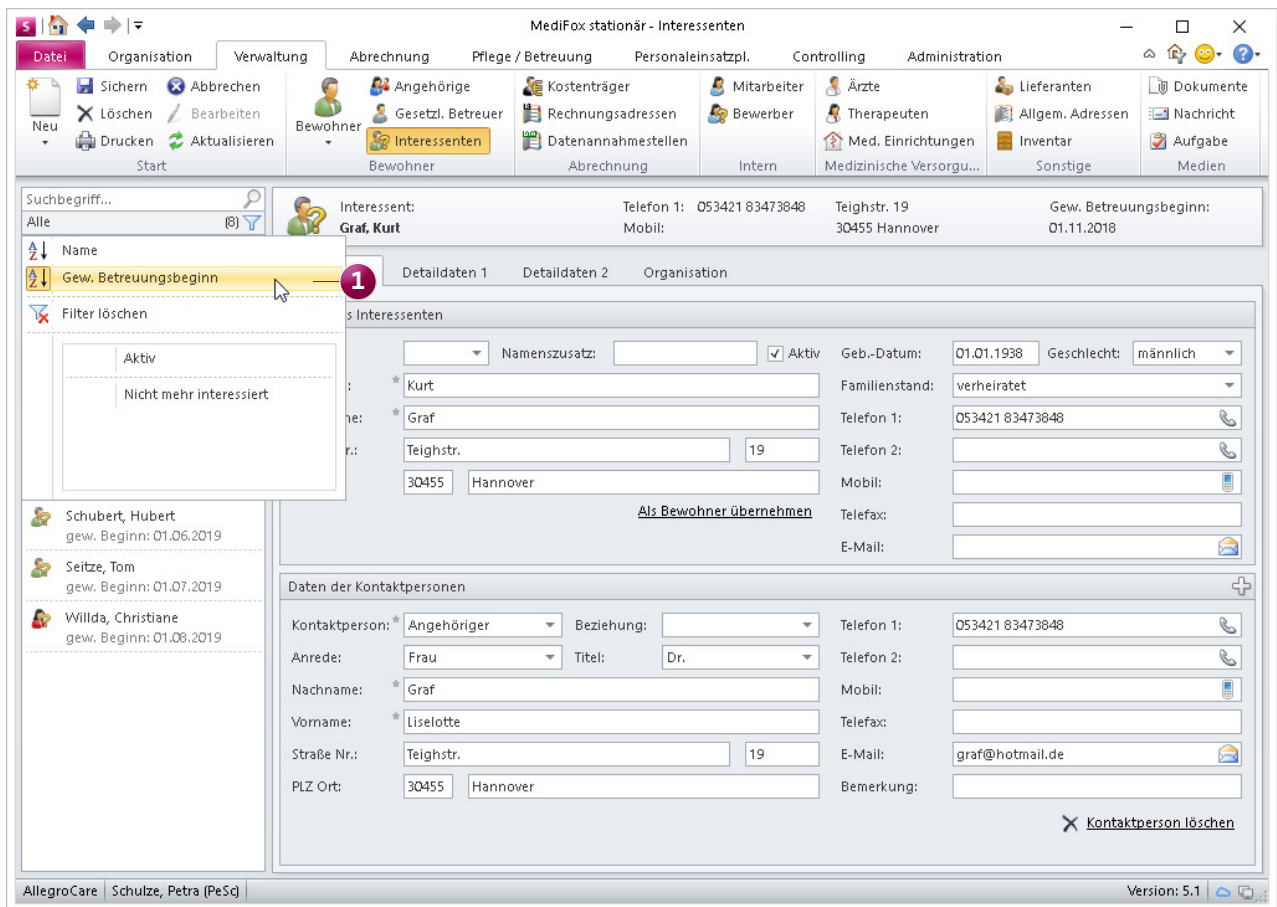 S
MediFox stationär - Interessenten
Datei Organisation Verwaltung Abrechnung Pflege / Betreuung Personaleinsatzpl. Controlling Administration
Neu
Sichern Abbrechen
Löschen Bearbeiten
Drucken Aktualisieren
Start
Bewohner
Angehörige
Gesetzl. Betreuer
Interessenten
Bewohner
Kostenträger
Rechnungsadressen
Datenannahmestellen
Abrechnung
Mitarbeiter
Bewerber
Intern
Ärzte
Therapeuten
Med. Einrichtungen
Medizinische Versorgu...
Lieferanten
Allgem. Adressen
Inventar
Sonstige
Dokumente
Nachricht
Aufgabe
Medien
Suchbegriff...
Alle (8)
Name
Gew. Betreuungsbeginn
1
Filter löschen
Aktiv
Nicht mehr interessiert
Schubert, Hubert
gew. Beginn: 01.06.2019
Seitze, Tom
gew. Beginn: 01.07.2019
Willda, Christiane
gew. Beginn: 01.08.2019
Interessent: Telefon 1: 053421 83473848 Teighstr. 19 Gew. Betreuungsbeginn:
Graf, Kurt Mobil: 30455 Hannover 01.11.2018
Detaildaten 1 Detaildaten 2 Organisation
s Interessenten
Namenszusatz: Aktiv Geb.-Datum: 01.01.1938 Geschlecht: männlich
: * Kurt Familienstand: verheiratet
ne: * Graf Telefon 1: 053421 83473848
r.: Teighstr. 19 Telefon 2:
30455 Hannover Mobil:
Als Bewohner übernehmen Telefax:
E-Mail:
Daten der Kontaktpersonen
Kontaktperson: * Angehöriger Beziehung: Telefon 1: 053421 83473848
Anrede: Frau Titel: Dr. Telefon 2:
Nachname: * Graf Mobil:
Vorname: * Liselotte Telefax:
Straße Nr.: Teighstr. 19 E-Mail: graf@hotmail.de
PLZ Ort: 30455 Hannover Bemerkung:
Kontaktperson löschen
AllegroCare Schulze, Petra (PeSc) Version: 5.1